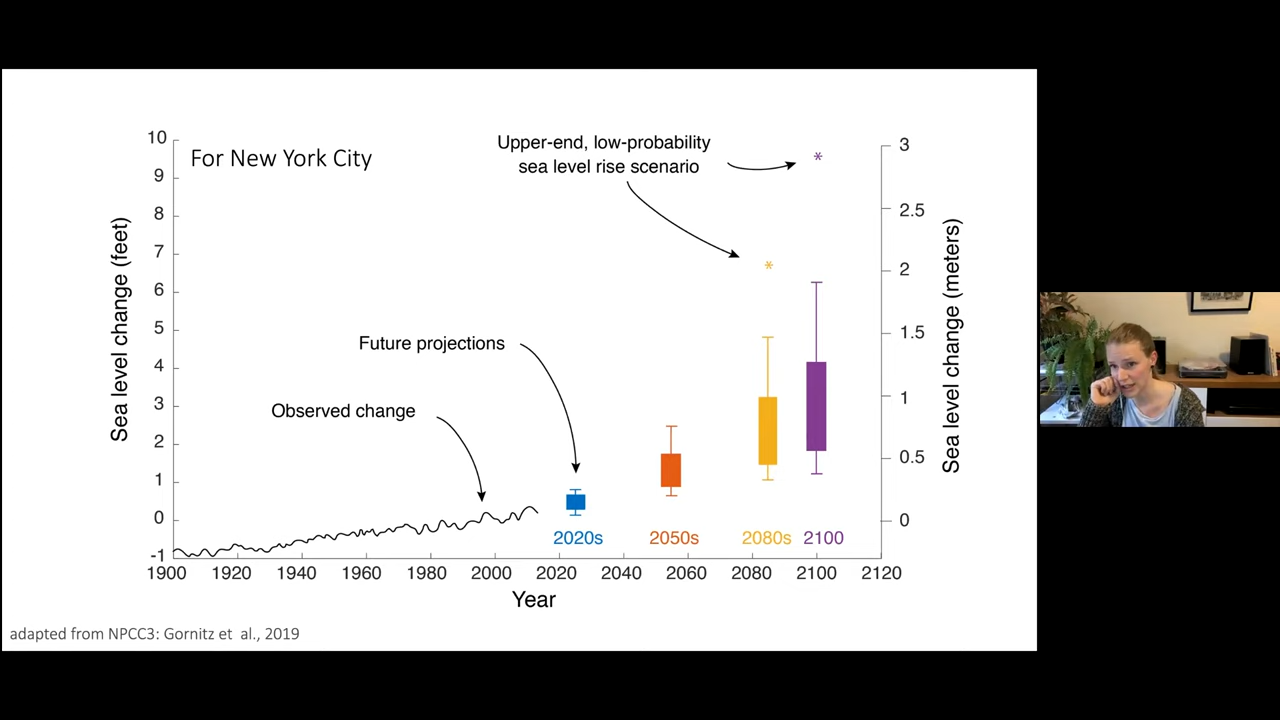 For New York City
Upper-end, low-probability
sea level rise scenario
Future projections
Observed change
Sea level change (feet)
10
9
8
7
6
5
4
3
2
1
0
-1
Sea level change (meters)
3
2.5
2
1.5
1
0.5
0
2020s
2050s
2080s
2100
1900
1920
1940
1960
1980
2000
2020
2040
2060
2080
2100
2120
Year
adapted from NPCC3: Gornitz et al., 2019